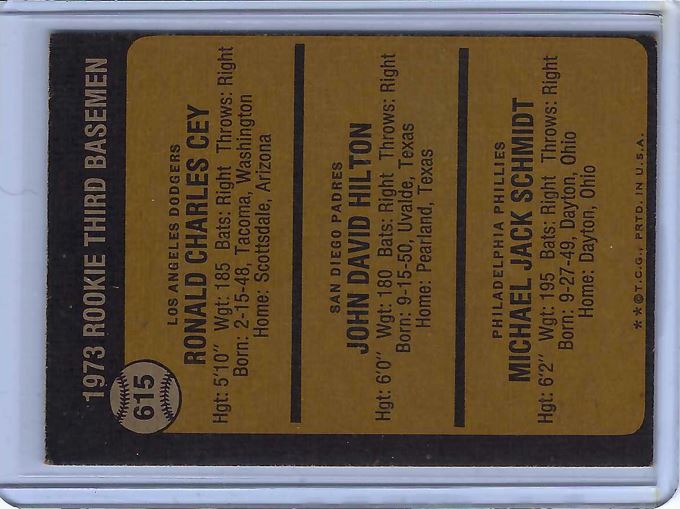 1973 ROOKIE THIRD BASEMEN
615
LOS ANGELES DODGERS
RONALD CHARLES CEY
Hgt: 5'10" Wgt: 185 Bats: Right Throws: Right
Born: 2-15-48, Tacoma, Washington
Home: Scottsdale, Arizona
SAN DIEGO PADRES
JOHN DAVID HILTON
Hgt: 6'0" Wgt: 180 Bats: Right Throws: Right
Born: 9-15-50, Uvalde, Texas
Home: Pearland, Texas
PHILADELPHIA PHILLIES
MICHAEL JACK SCHMIDT
Hgt: 6'2" Wgt: 195 Bats: Right Throws: Right
Born: 9-27-49, Dayton, Ohio
Home: Dayton, Ohio
**©T.C.G., PRTD. IN U.S.A.